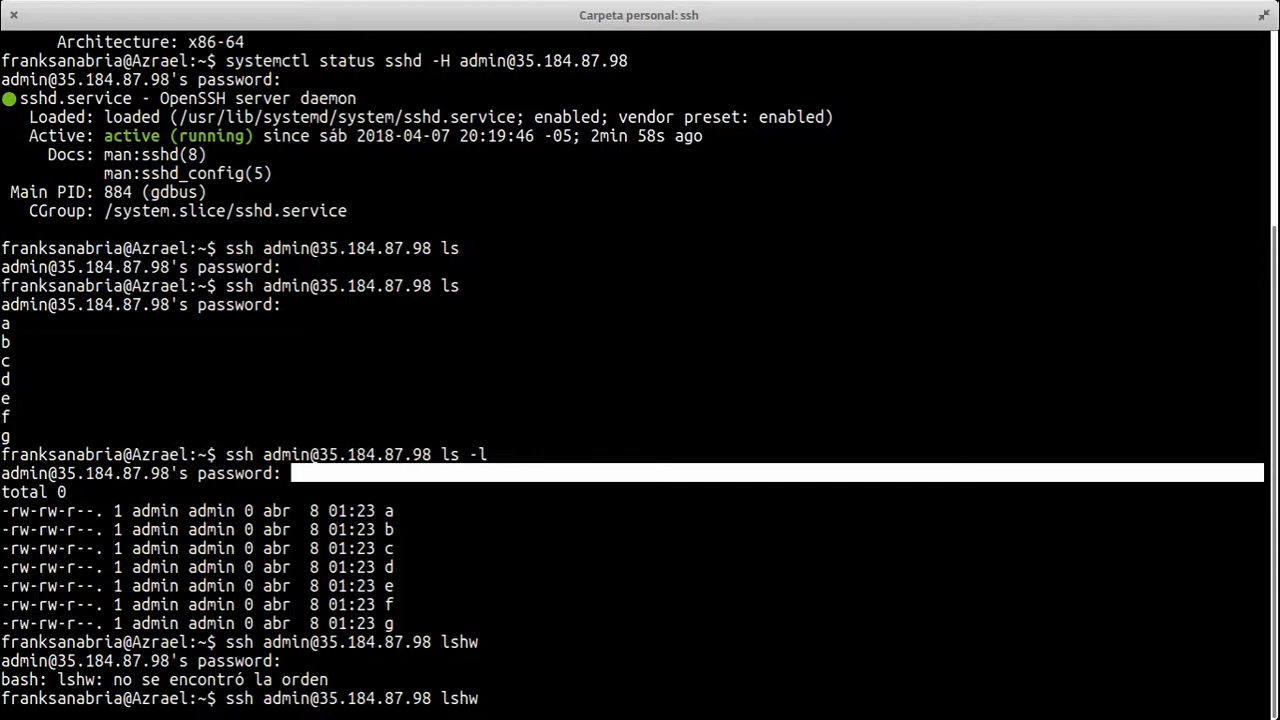 Carpeta personal: ssh
Architecture: x86-64
franksanabria@Azrael:~$ systemctl status sshd -H admin@35.184.87.98
admin@35.184.87.98's password:
sshd.service - OpenSSH server daemon
Loaded: loaded (/usr/lib/systemd/system/sshd.service; enabled; vendor preset: enabled)
Active: active (running) since sáb 2018-04-07 20:19:46 -05; 2min 58s ago
Docs: man:sshd(8)
man:sshd_config(5)
Main PID: 884 (gdbus)
CGroup: /system.slice/sshd.service
franksanabria@Azrael:~$ ssh admin@35.184.87.98 ls
admin@35.184.87.98's password:
franksanabria@Azrael:~$ ssh admin@35.184.87.98 ls
admin@35.184.87.98's password:
a
b
c
d
e
f
g
franksanabria@Azrael:~$ ssh admin@35.184.87.98 ls -l
admin@35.184.87.98's password:
total 0
-rw-rw-r--. 1 admin admin 0 abr  8 01:23 a
-rw-rw-r--. 1 admin admin 0 abr  8 01:23 b
-rw-rw-r--. 1 admin admin 0 abr  8 01:23 c
-rw-rw-r--. 1 admin admin 0 abr  8 01:23 d
-rw-rw-r--. 1 admin admin 0 abr  8 01:23 e
-rw-rw-r--. 1 admin admin 0 abr  8 01:23 f
-rw-rw-r--. 1 admin admin 0 abr  8 01:23 g
franksanabria@Azrael:~$ ssh admin@35.184.87.98 lshw
admin@35.184.87.98's password:
bash: lshw: no se encontró la orden
franksanabria@Azrael:~$ ssh admin@35.184.87.98 lshw